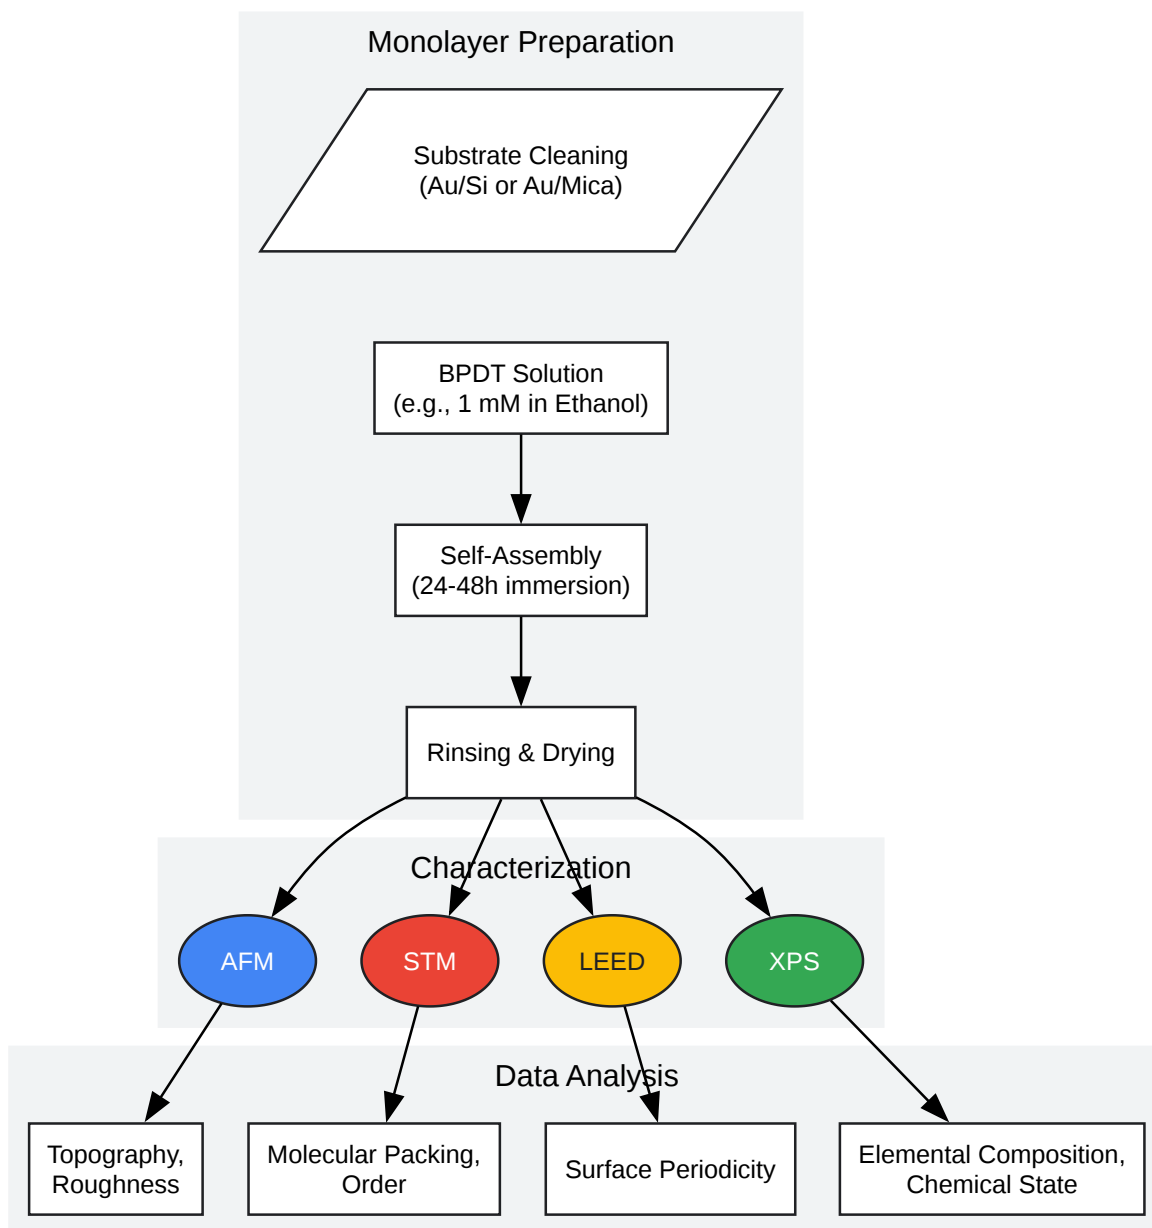 Monolayer Preparation
Substrate Cleaning
(Au/Si or Au/Mica)
BPDT Solution
(e.g., 1 mM in Ethanol)
Self-Assembly
(24-48h immersion)
Rinsing & Drying
Characterization
AFM
STM
LEED
XPS
Data Analysis
Topography,
Roughness
Molecular Packing,
Order
Surface Periodicity
Elemental Composition,
Chemical State